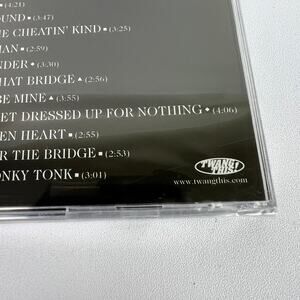 (4:21)
OUND ■ (3:47)
E CHEATIN' KIND ■ (3:25)
MAN ■ (2:59)
NDER ◆ (3:30)
HAT BRIDGE ▲ (2:56)
BE MINE ▲ (3:55)
ET DRESSED UP FOR NOTHING ◆ (4:06)
EN HEART ■ (2:55)
R THE BRIDGE ■ (2:53)
ONKY TONK ■ (3:01)
TWANG THIS!
www.twangthis.com